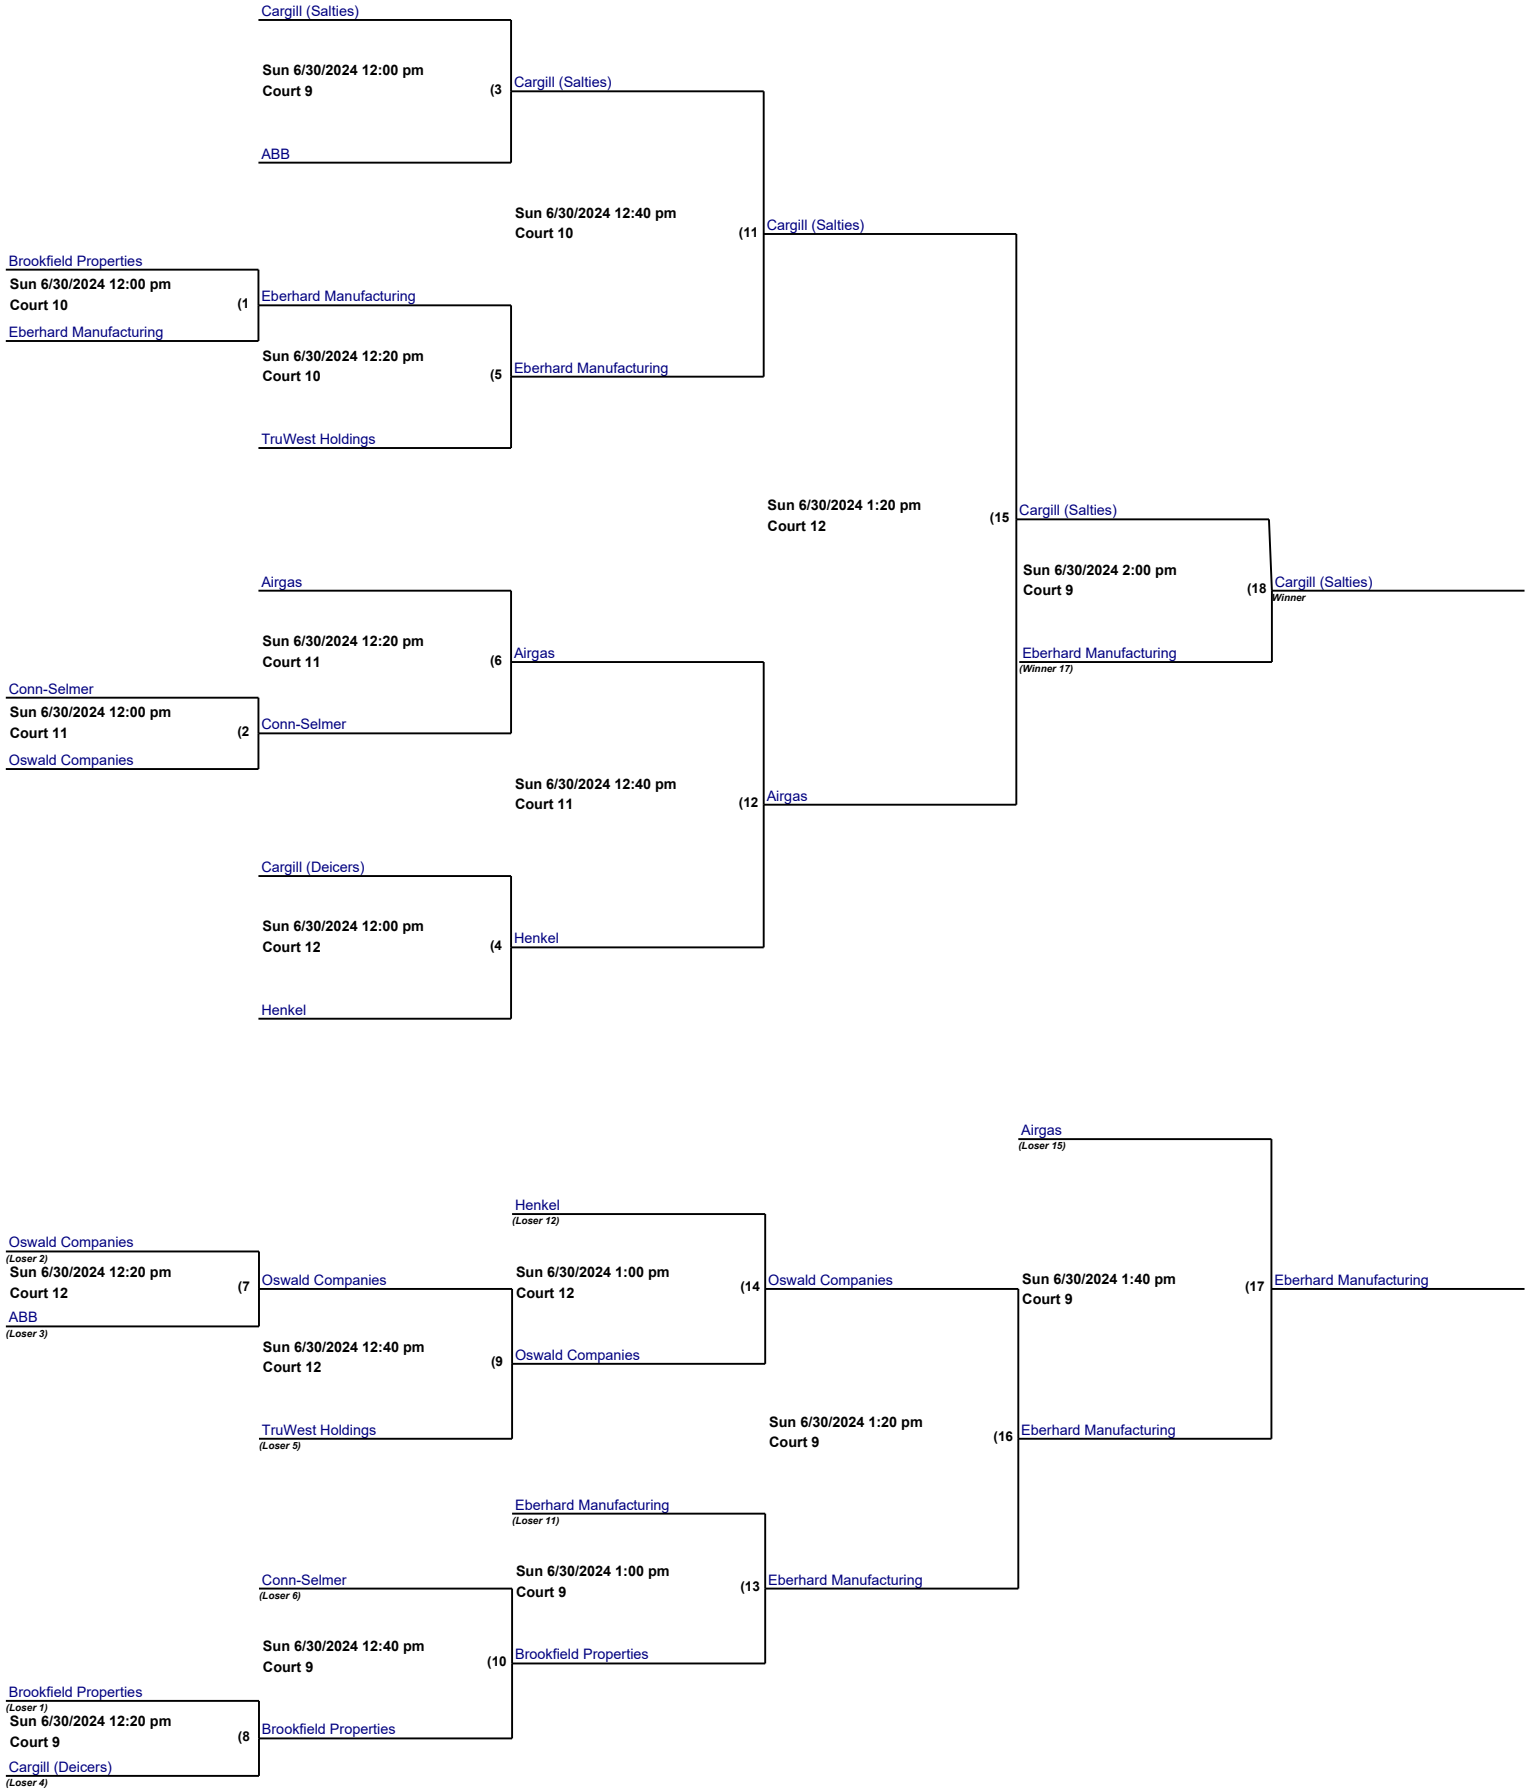 Cargill (Salties)
Sun 6/30/2024 12:00 pm
Court 9
(3
Cargill (Salties)
ABB
Sun 6/30/2024 12:40 pm
Court 10
(11
Cargill (Salties)
Brookfield Properties
Sun 6/30/2024 12:00 pm
Court 10
(1
Eberhard Manufacturing
Eberhard Manufacturing
Sun 6/30/2024 12:20 pm
Court 10
(5
Eberhard Manufacturing
TruWest Holdings
Sun 6/30/2024 1:20 pm
Court 12
(15
Cargill (Salties)
Sun 6/30/2024 2:00 pm
Court 9
(18
Cargill (Salties)
Winner
Eberhard Manufacturing
(Winner 17)
Airgas
Sun 6/30/2024 12:20 pm
Court 11
(6
Airgas
Conn-Selmer
Sun 6/30/2024 12:00 pm
Court 11
(2
Conn-Selmer
Oswald Companies
Sun 6/30/2024 12:40 pm
Court 11
(12
Airgas
Cargill (Deicers)
Sun 6/30/2024 12:00 pm
Court 12
(4
Henkel
Henkel
Airgas
(Loser 15)
Henkel
(Loser 12)
Oswald Companies
(Loser 2)
Sun 6/30/2024 12:20 pm
Court 12
(7
Oswald Companies
ABB
(Loser 3)
Sun 6/30/2024 1:00 pm
Court 12
(14
Oswald Companies
Sun 6/30/2024 1:40 pm
Court 9
(17
Eberhard Manufacturing
Sun 6/30/2024 12:40 pm
Court 12
(9
Oswald Companies
TruWest Holdings
(Loser 5)
Sun 6/30/2024 1:20 pm
Court 9
(16
Eberhard Manufacturing
Eberhard Manufacturing
(Loser 11)
Sun 6/30/2024 1:00 pm
Court 9
(13
Eberhard Manufacturing
Conn-Selmer
(Loser 6)
Sun 6/30/2024 12:40 pm
Court 9
(10
Brookfield Properties
Brookfield Properties
(Loser 1)
Sun 6/30/2024 12:20 pm
Court 9
(8
Brookfield Properties
Cargill (Deicers)
(Loser 4)